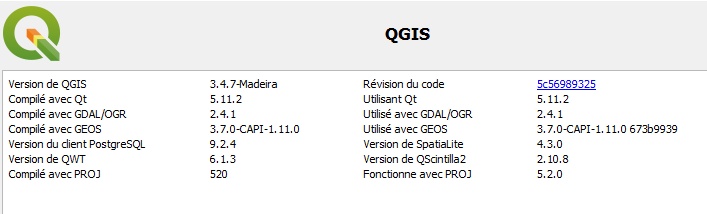 QGIS
Version de QGIS 3.4.7-Madeira Révision du code 5c56989325
Compilé avec Qt 5.11.2 Utilisant Qt 5.11.2
Compilé avec GDAL/OGR 2.4.1 Utilisé avec GDAL/OGR 2.4.1
Compilé avec GEOS 3.7.0-CAPI-1.11.0 Utilisé avec GEOS 3.7.0-CAPI-1.11.0 673b9939
Version du client PostgreSQL 9.2.4 Version de SpatiaLite 4.3.0
Version de QWT 6.1.3 Version de QScintilla2 2.10.8
Compilé avec PROJ 520 Fonctionne avec PROJ 5.2.0